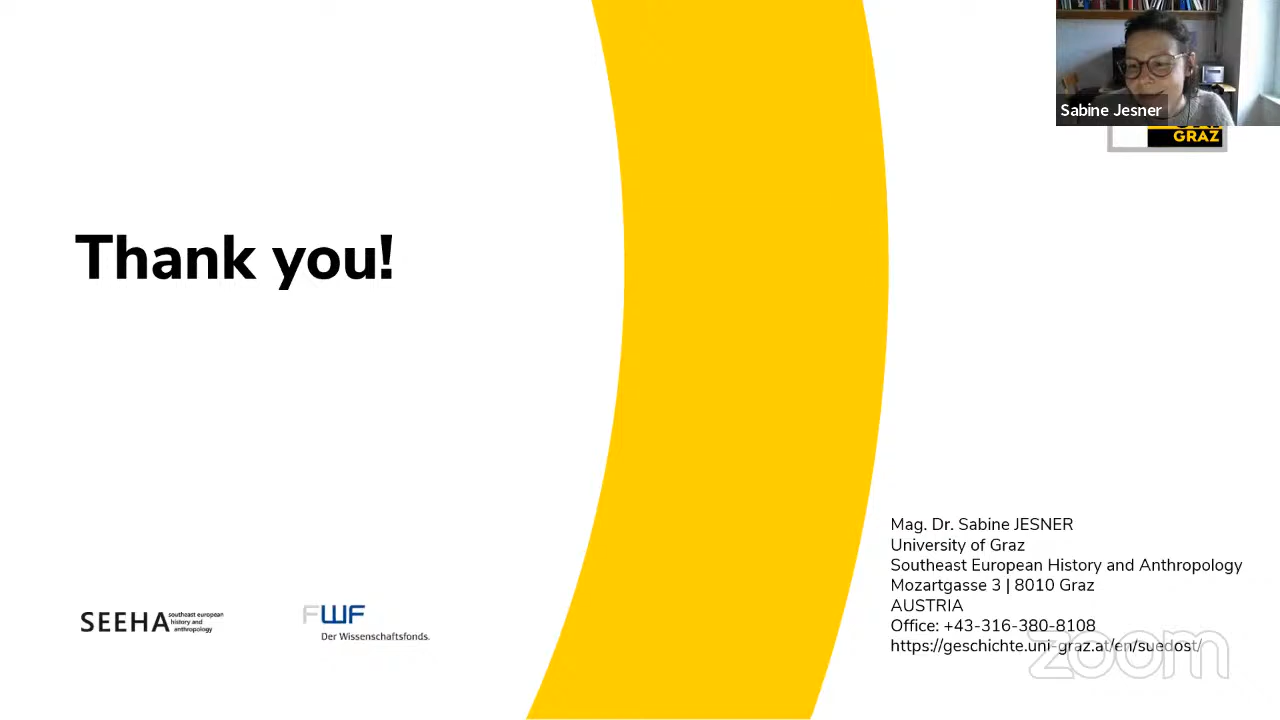 Sabine Jesner
GRAZ
Thank you!
Mag. Dr. Sabine JESNER
University of Graz
Southeast European History and Anthropology
Mozartgasse 3 | 8010 Graz
AUSTRIA
Office: +43-316-380-8108
https://geschichte.uni-graz.at/en/suedost/
SEEHA southeast european
history and
anthropology
FWF
Der Wissenschaftsfonds.
zoom